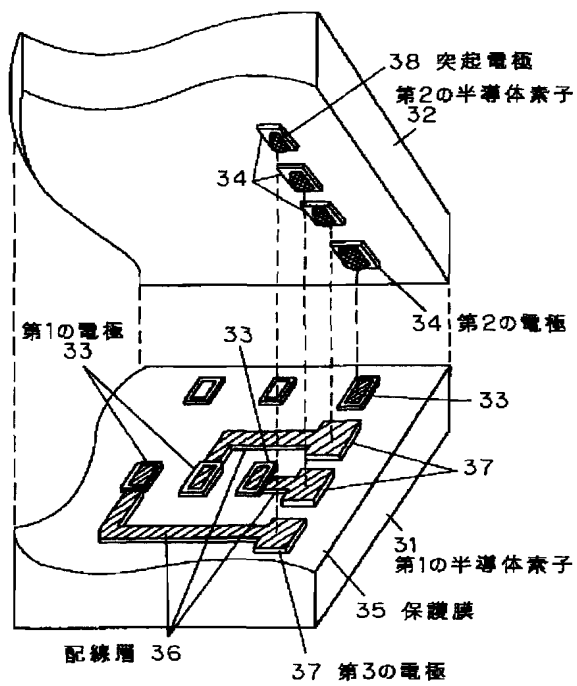 38 突起電極
第2の半導体素子
32
34
34 第2の電極
第1の電極
33
33
33
37
31
第1の半導体素子
35 保護膜
配線層 36
37 第3の電極